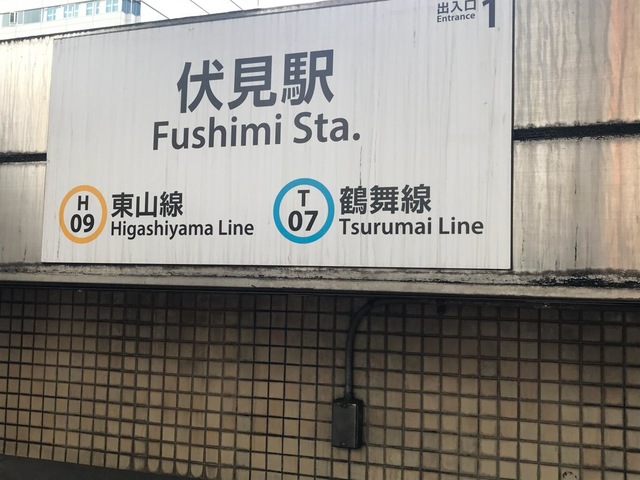 出入口 1
Entrance
伏見駅
Fushimi Sta.
H 09 東山線
Higashiyama Line
T 07 鶴舞線
Tsurumai Line